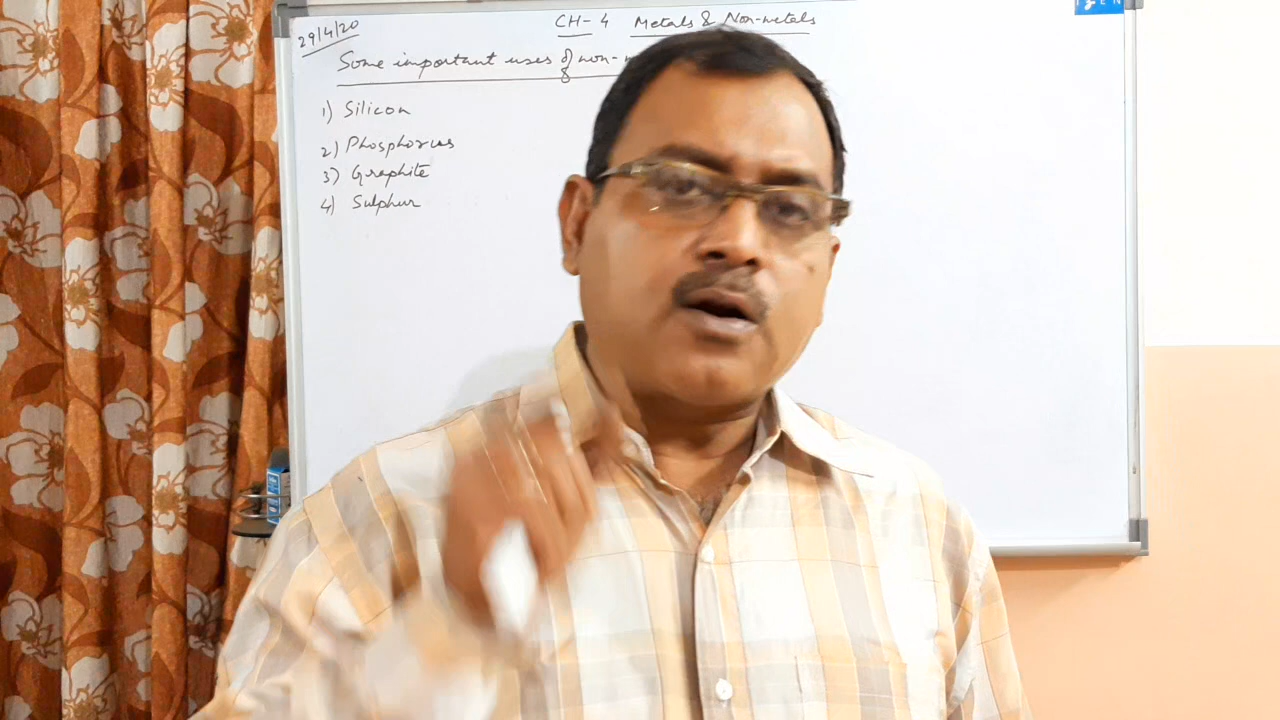 29/4/20
CH-4 Metals & Non-metals
Some important uses of non-
1) Silicon
2) Phosphorus
3) Graphite
4) Sulphur